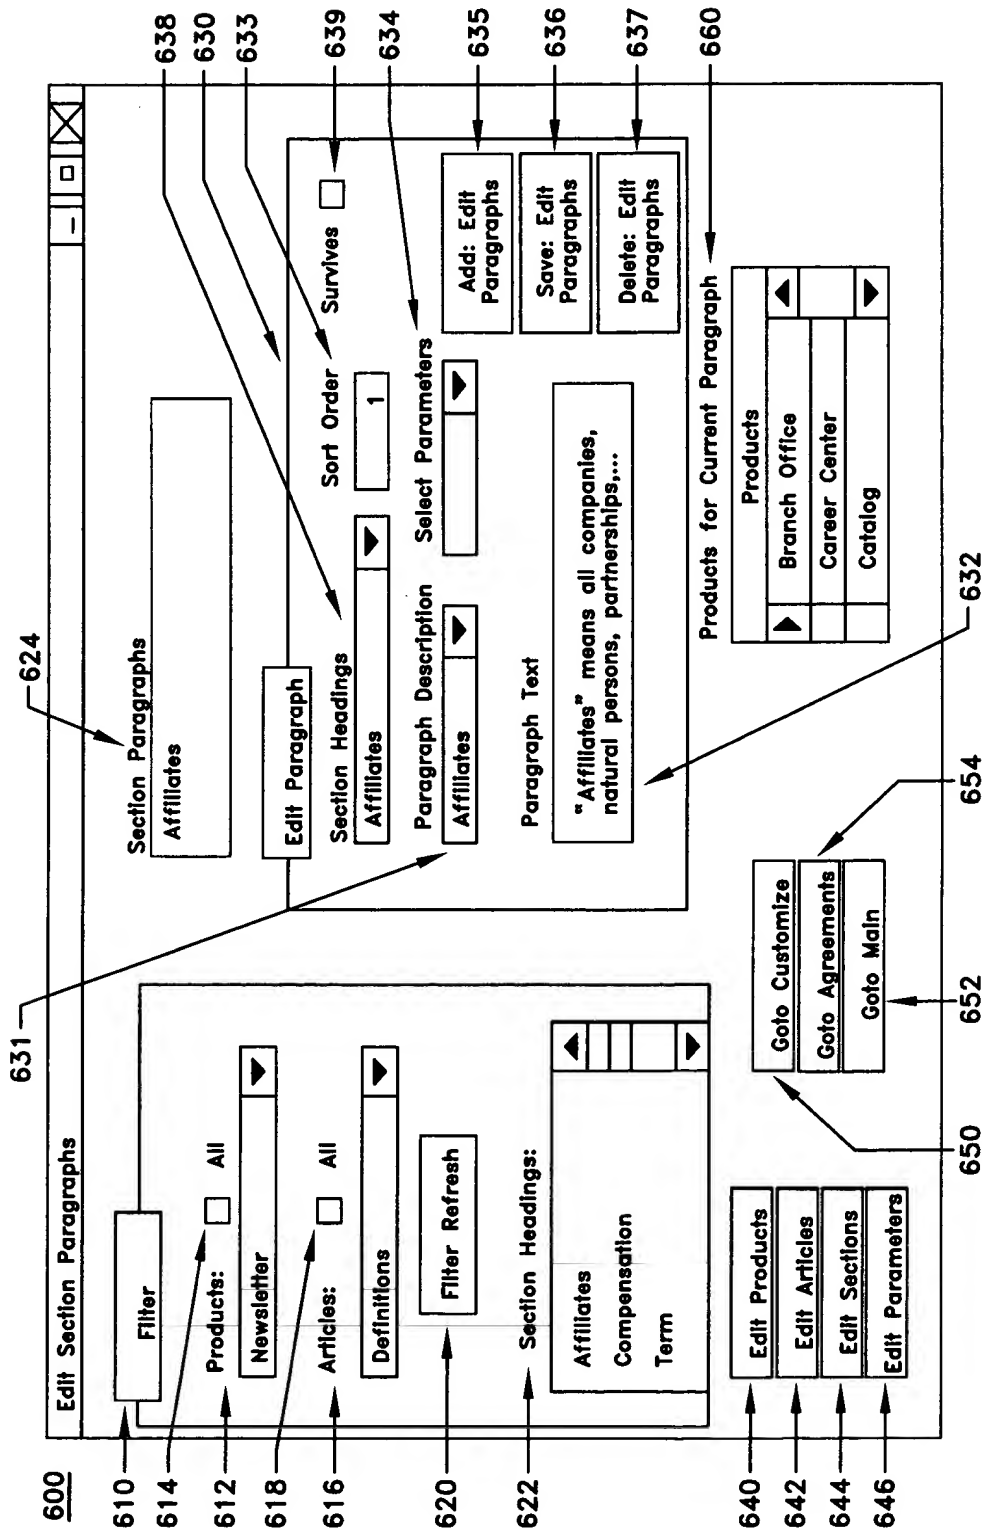 600
Edit Section Paragraphs
610
Filter
614
612
Products:
All
Newsletter
618
616
Articles:
All
Definitions
620
Filter Refresh
622
Section Headings:
Affiliates
Compensation
Term
640
Edit Products
642
Edit Articles
644
Edit Sections
646
Edit Parameters
650
Goto Customize
654
Goto Agreements
652
Goto Main
624
Section Paragraphs
Affiliates
631
Edit Paragraph
638
630
633
639
634
Section Headings
Sort Order
Survives
Affiliates
1
Paragraph Description
Select Parameters
Affiliates
635
Add: Edit
Paragraphs
636
Save: Edit
Paragraphs
637
Delete: Edit
Paragraphs
Paragraph Text
"Affiliates" means all companies,
natural persons, partnerships,...
632
660
Products for Current Paragraph
Products
Branch Office
Career Center
Catalog